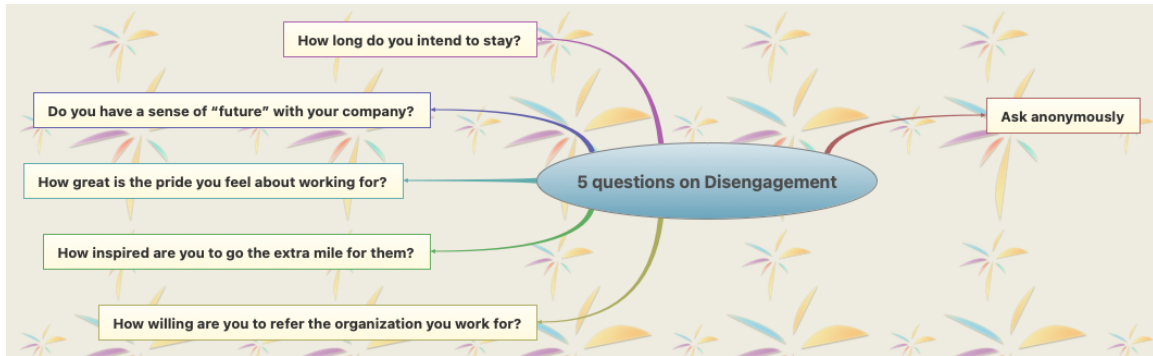 How long do you intend to stay?
Do you have a sense of “future” with your company?
How great is the pride you feel about working for?
How inspired are you to go the extra mile for them?
How willing are you to refer the organization you work for?
5 questions on Disengagement
Ask anonymously